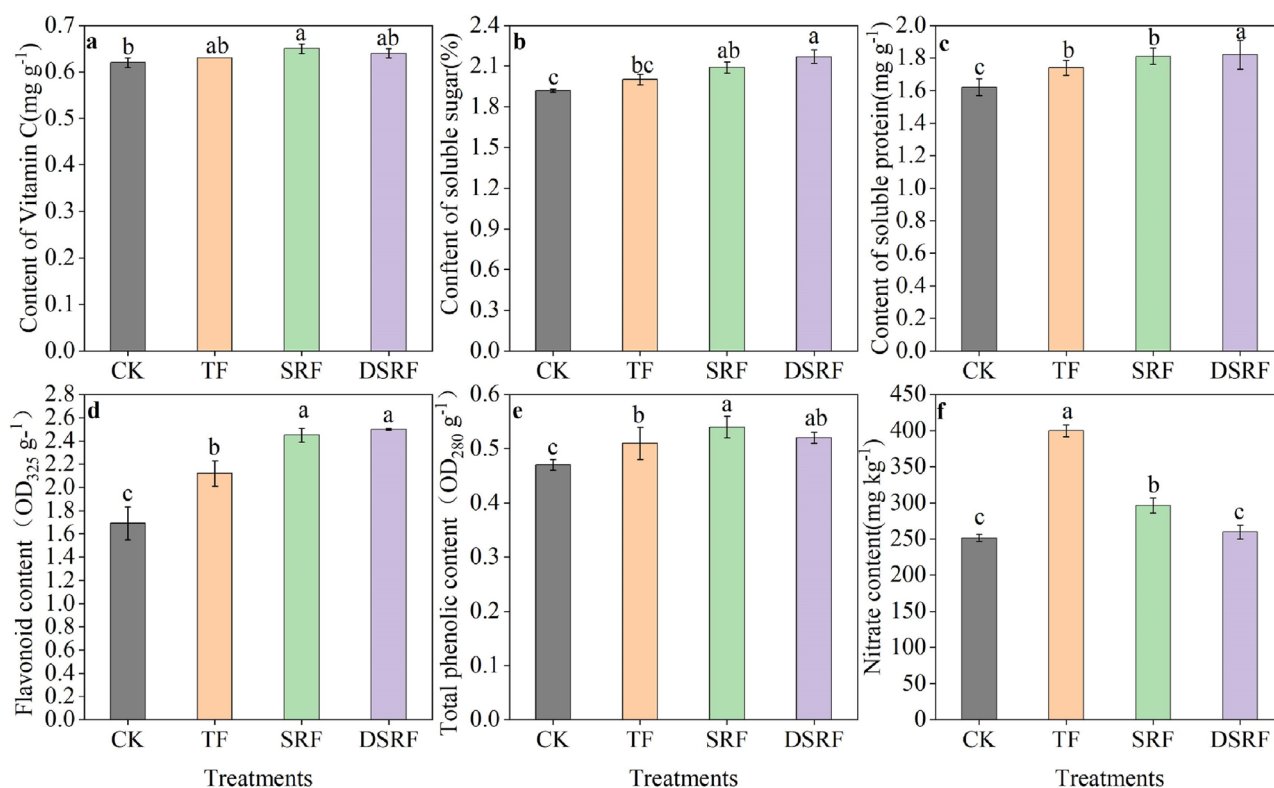 a
b
ab
a
ab
Content of Vitamin C(mg g⁻¹)
0.7
0.6
0.5
0.4
0.3
0.2
0.1
0.0
CK TF SRF DSRF
b
c
bc
ab
a
Conftent of soluble sugar(%)
2.4
2.1
1.8
1.5
1.2
0.9
0.6
0.3
0.0
CK TF SRF DSRF
c
c
b
b
a
Content of soluble protein(mg g⁻¹)
2.0
1.8
1.6
1.4
1.2
1.0
0.8
0.6
0.4
0.2
0.0
CK TF SRF DSRF
d
c
b
a
a
Flavonoid content（OD₃₂₅ g-¹）
2.8
2.6
2.4
2.2
2.0
1.8
1.6
1.4
1.2
1.0
0.8
0.6
0.4
0.2
0.0
CK TF SRF DSRF
Treatments
e
c
b
a
ab
Total phenolic content（OD₂₈₀ g⁻¹）
0.6
0.5
0.4
0.3
0.2
0.1
0.0
CK TF SRF DSRF
Treatments
f
c
a
b
c
Nitrate content(mg kg⁻¹)
450
400
350
300
250
200
150
100
50
0
CK TF SRF DSRF
Treatments